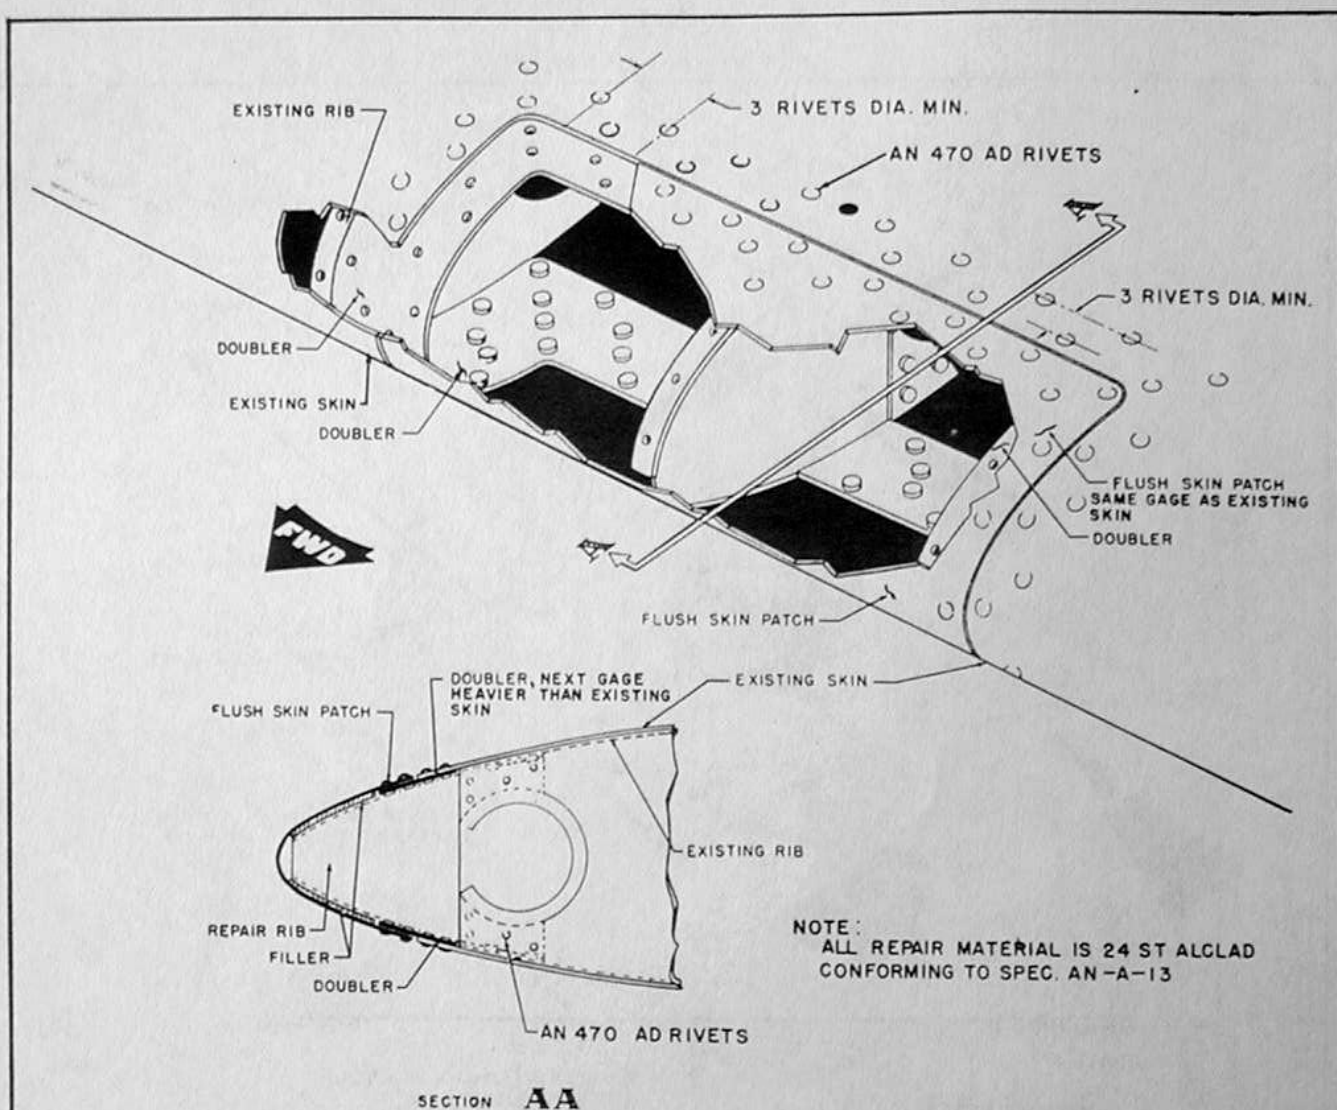 EXISTING RIB
3 RIVETS DIA. MIN.
AN 470 AD RIVETS
A
3 RIVETS DIA. MIN.
DOUBLER
EXISTING SKIN
DOUBLER
FLUSH SKIN PATCH
SAME GAGE AS EXISTING
SKIN
DOUBLER
FWD
A
FLUSH SKIN PATCH
DOUBLER, NEXT GAGE
HEAVIER THAN EXISTING
SKIN
EXISTING SKIN
FLUSH SKIN PATCH
EXISTING RIB
REPAIR RIB
FILLER
DOUBLER
NOTE:
ALL REPAIR MATERIAL IS 24 ST ALCLAD
CONFORMING TO SPEC. AN-A-13
AN 470 AD RIVETS
SECTION AA